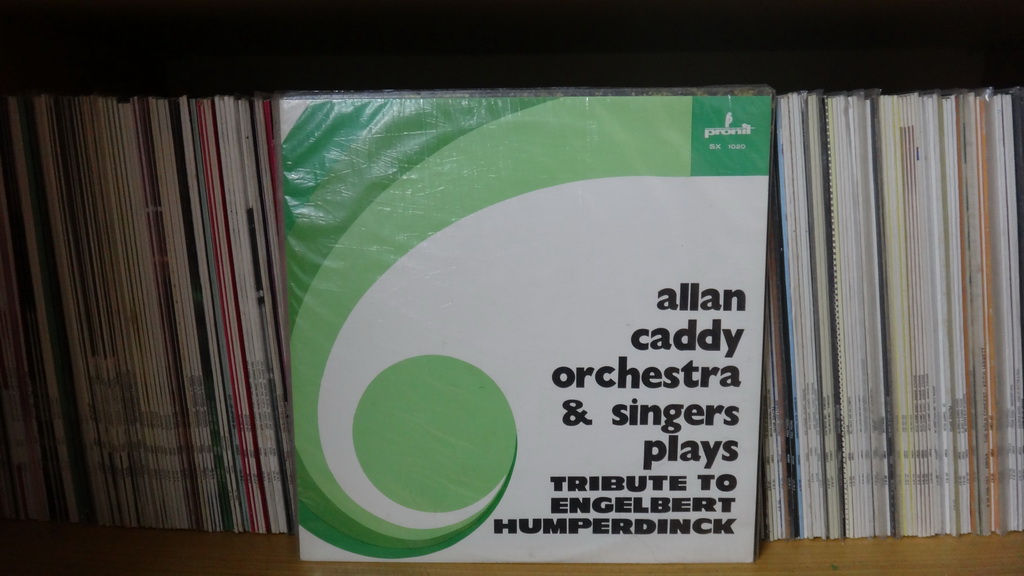 pronit
SX 1020
allan
caddy
orchestra
& singers
plays
TRIBUTE TO
ENGELBERT
HUMPERDINCK